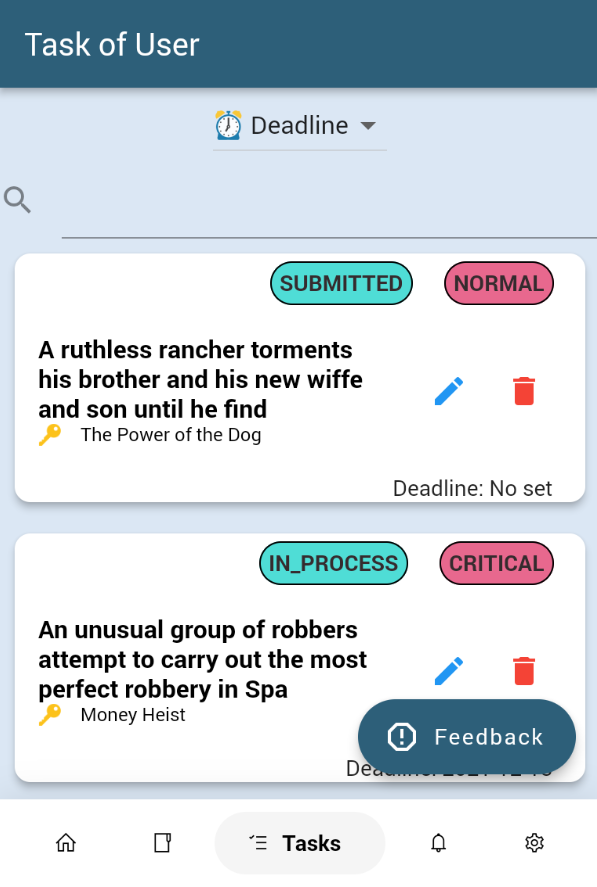 Task of User
Deadline
SUBMITTED NORMAL
A ruthless rancher torments
his brother and his new wiffe
and son until he find
The Power of the Dog
Deadline: No set
IN_PROCESS CRITICAL
An unusual group of robbers
attempt to carry out the most
perfect robbery in Spa
Money Heist
Feedback
Tasks